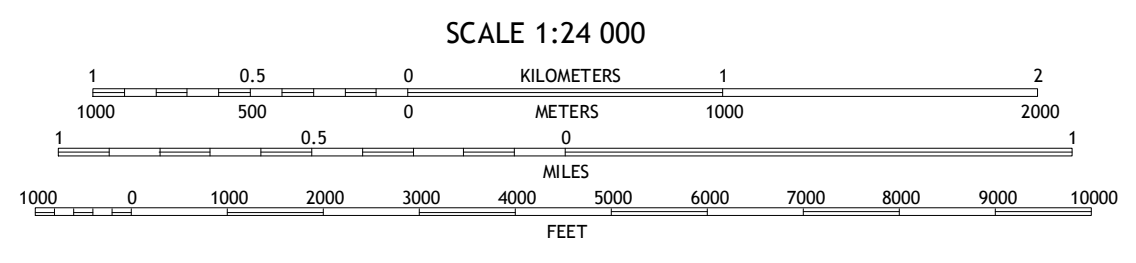 SCALE 1:24 000
1 0.5 0 KILOMETERS 1 2
1000 500 0 METERS 1000 2000
1 0.5 0 1
MILES
1000 0 1000 2000 3000 4000 5000 6000 7000 8000 9000 10000
FEET